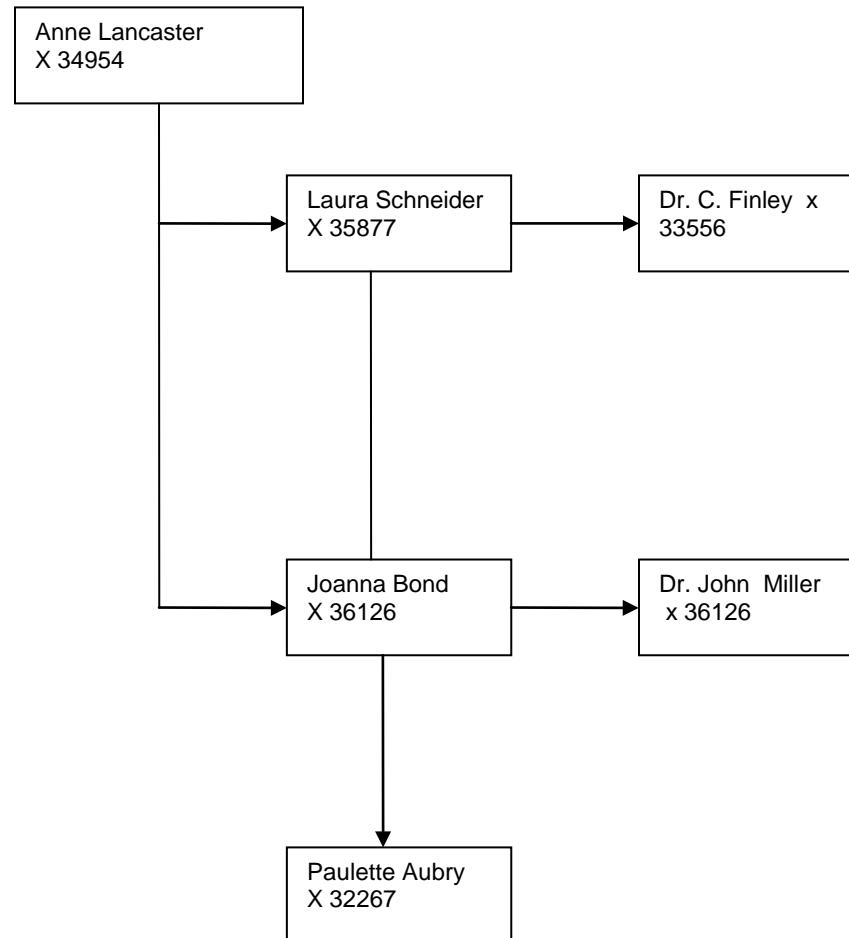 Anne Lancaster
X 34954
Laura Schneider
X 35877
Dr. C. Finley  x
33556
Joanna Bond
X 36126
Dr. John  Miller
x 36126
Paulette Aubry
X 32267